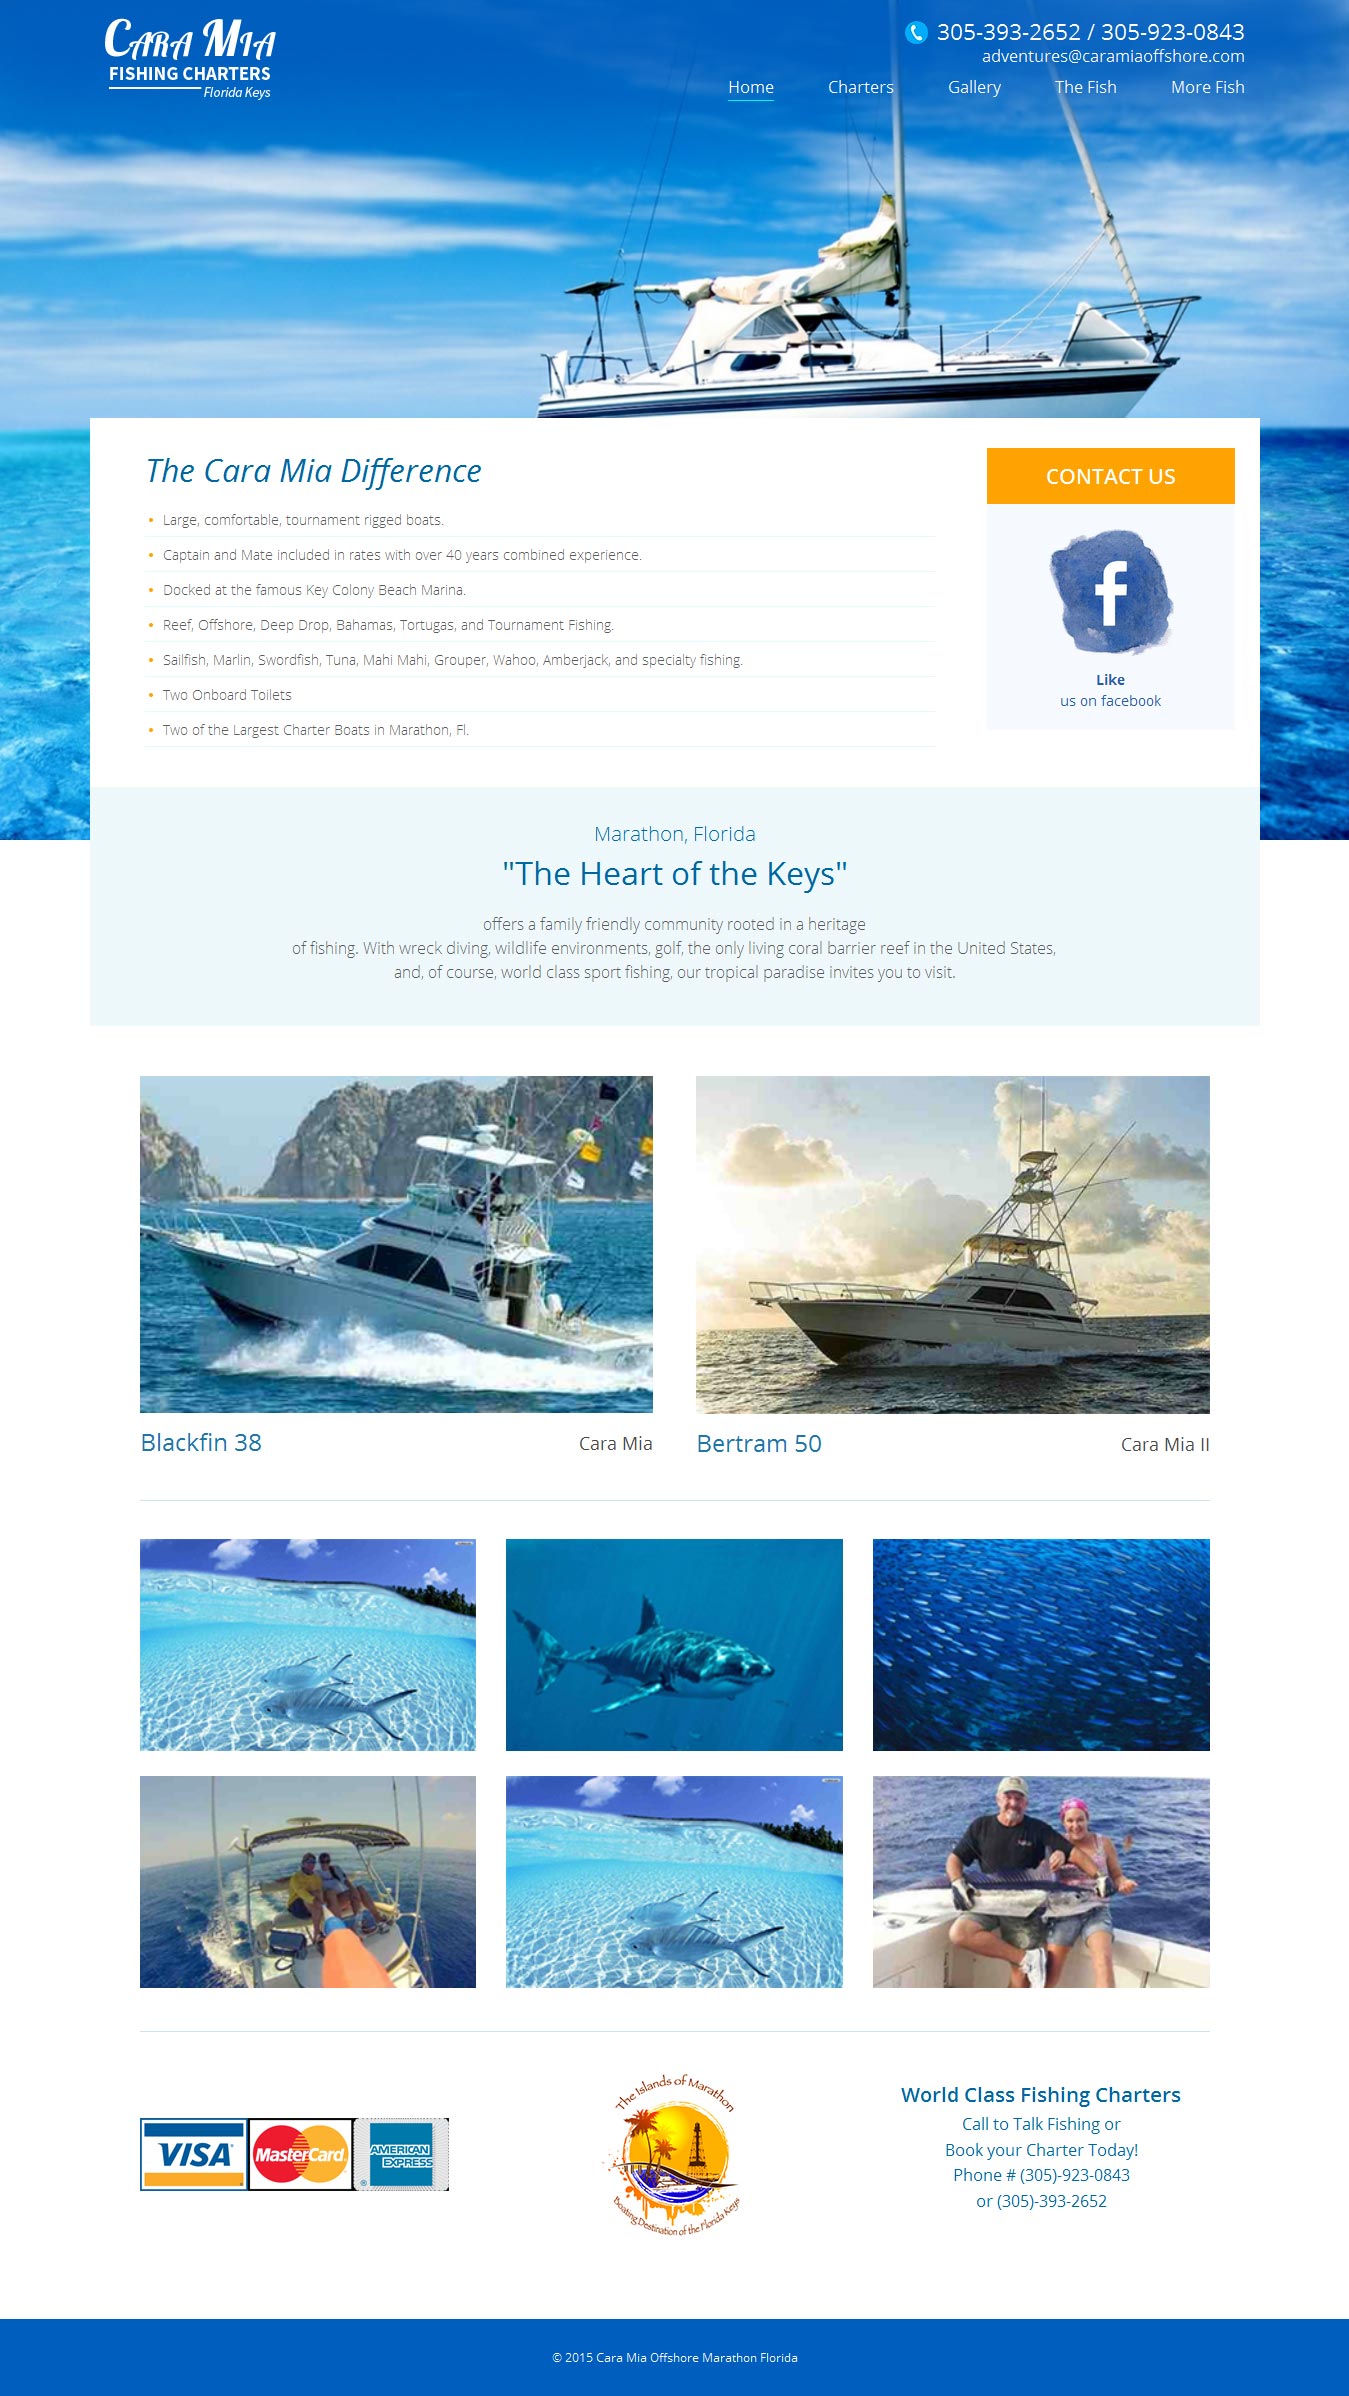 Cara Mia
FISHING CHARTERS
Florida Keys
305-393-2652 / 305-923-0843
adventures@caramiaoffshore.com
Home Charters Gallery The Fish More Fish
The Cara Mia Difference
• Large, comfortable, tournament rigged boats.
• Captain and Mate included in rates with over 40 years combined experience.
• Docked at the famous Key Colony Beach Marina.
• Reef, Offshore, Deep Drop, Bahamas, Tortugas, and Tournament Fishing.
• Sailfish, Marlin, Swordfish, Tuna, Mahi Mahi, Grouper, Wahoo, Amberjack, and specialty fishing.
• Two Onboard Toilets
• Two of the Largest Charter Boats in Marathon, Fl.
CONTACT US
f
Like
us on facebook
Marathon, Florida
"The Heart of the Keys"
offers a family friendly community rooted in a heritage
of fishing. With wreck diving, wildlife environments, golf, the only living coral barrier reef in the United States,
and, of course, world class sport fishing, our tropical paradise invites you to visit.
Blackfin 38 Cara Mia
Bertram 50 Cara Mia II
VISA MasterCard AMERICAN EXPRESS
The Islands of Marathon
Boating Destination of the Florida Keys
World Class Fishing Charters
Call to Talk Fishing or
Book your Charter Today!
Phone # (305)-923-0843
or (305)-393-2652
© 2015 Cara Mia Offshore Marathon Florida